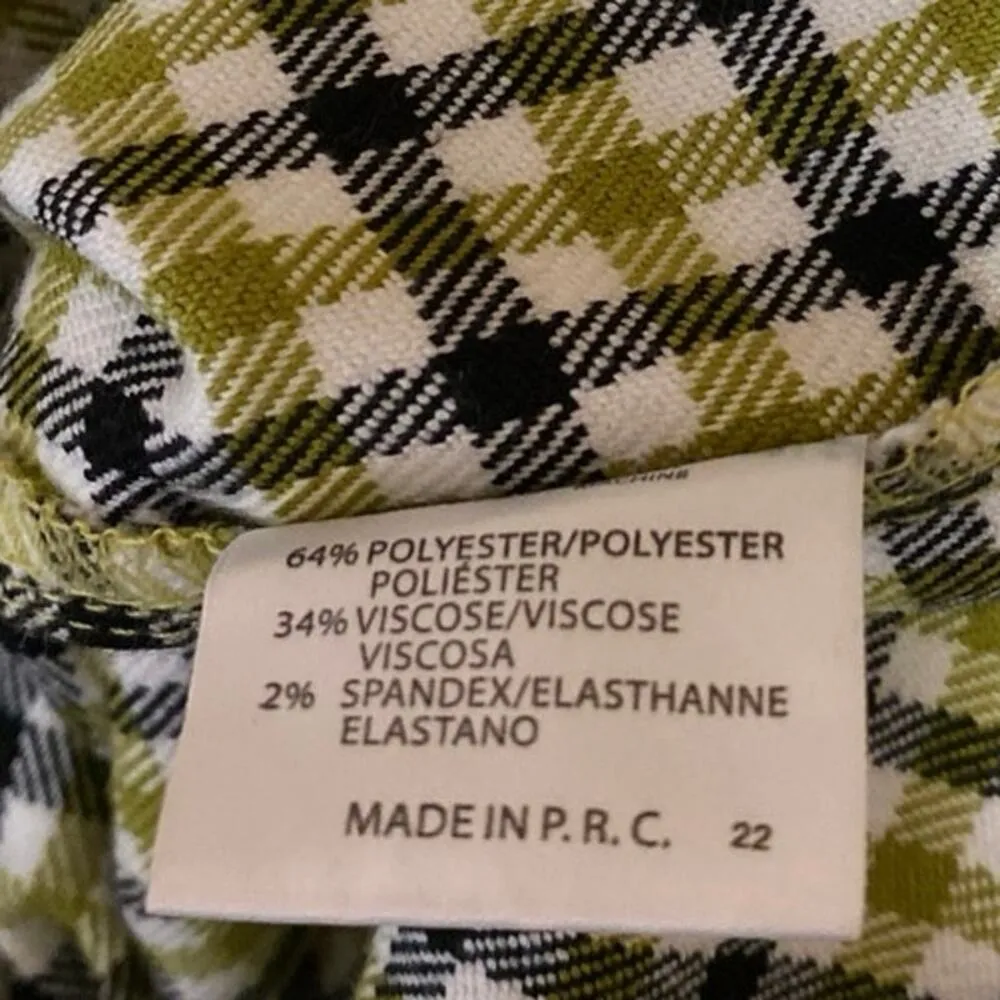 64% POLYESTER/POLYESTER
POLIÉSTER
34% VISCOSE/VISCOSE
VISCOSA
2% SPANDEX/ELASTHANNE
ELASTANO
MADE IN P. R. C. 22